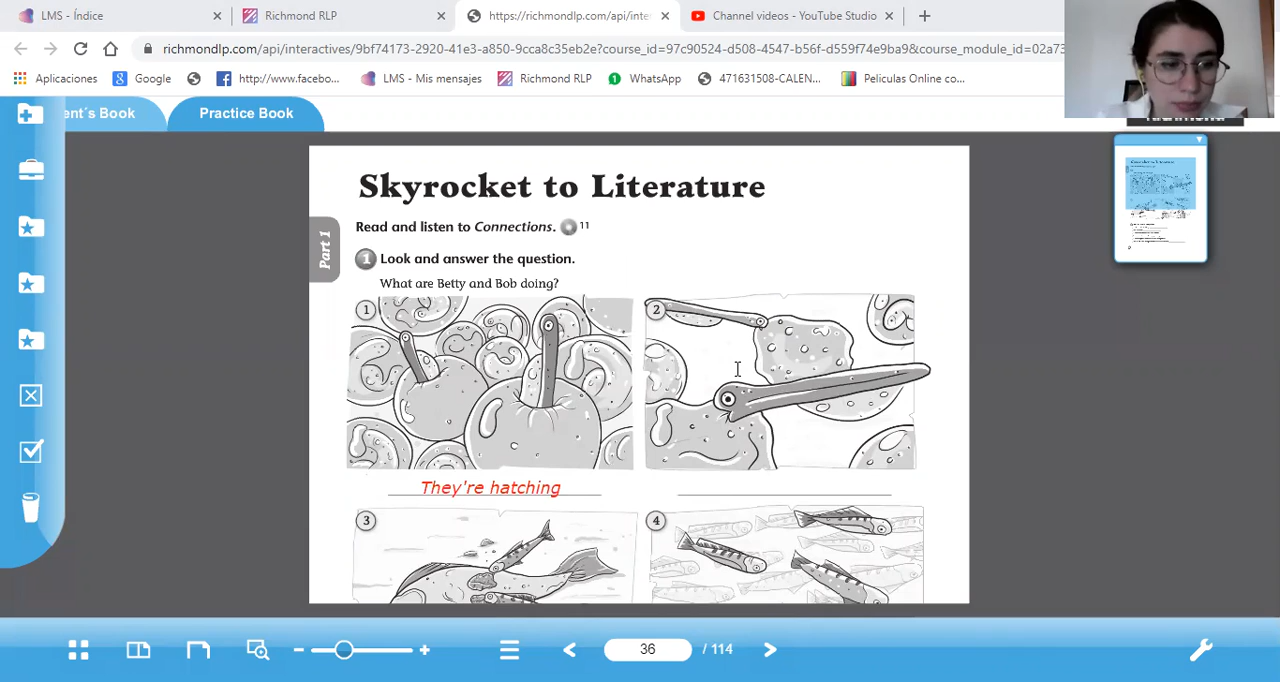 LMS - Índice
Richmond RLP
https://richmondlp.com/api/inte
Channel videos - YouTube Studio
richmondlp.com/api/interactives/9bf74173-2920-41e3-a850-9cca8c35eb2e?course_id=97c90524-d508-4547-b56f-d559f74e9ba9&course_module_id=02a73
Aplicaciones
Google
http://www.facebo...
LMS - Mis mensajes
Richmond RLP
WhatsApp
371631508-CALEN...
Peliculas Online co...
ent´s Book
Practice Book
Skyrocket to Literature
Part 1
Read and listen to Connections. 11
1 Look and answer the question.
What are Betty and Bob doing?
1
2
They're hatching
3
4
36 / 114